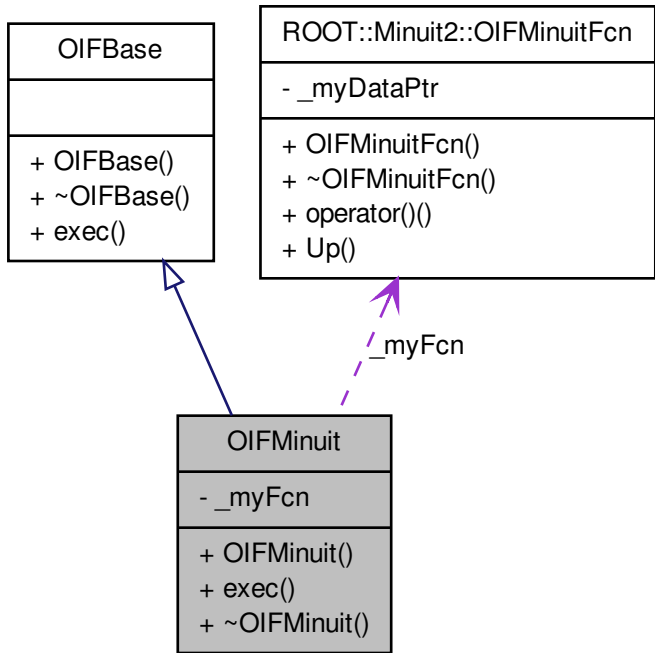 OIFBase
+ OIFBase()
+ ~OIFBase()
+ exec()
ROOT::Minuit2::OIFMinuitFcn
- _myDataPtr
+ OIFMinuitFcn()
+ ~OIFMinuitFcn()
+ operator()()
+ Up()
_myFcn
OIFMinuit
- _myFcn
+ OIFMinuit()
+ exec()
+ ~OIFMinuit()